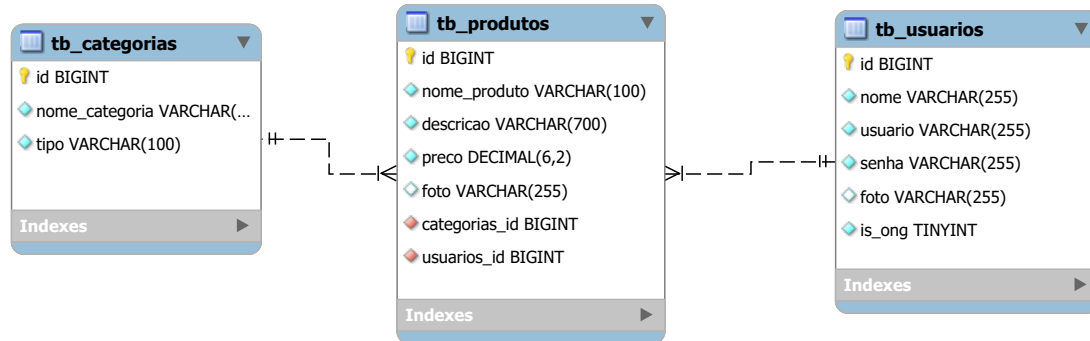 tb_categorias
id BIGINT
nome_categoria VARCHAR(...
tipo VARCHAR(100)
Indexes
tb_produtos
id BIGINT
nome_produto VARCHAR(100)
descricao VARCHAR(700)
preco DECIMAL(6,2)
foto VARCHAR(255)
categorias_id BIGINT
usuarios_id BIGINT
Indexes
tb_usuarios
id BIGINT
nome VARCHAR(255)
usuario VARCHAR(255)
senha VARCHAR(255)
foto VARCHAR(255)
is_ong TINYINT
Indexes